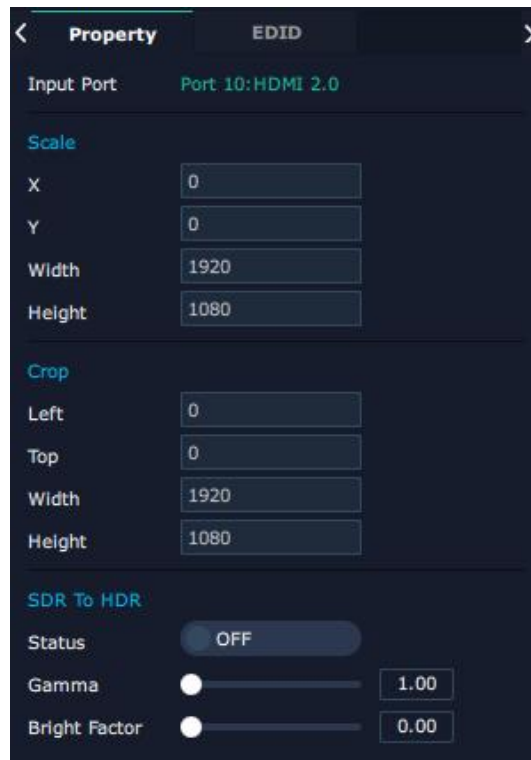 Property EDID
Input Port Port 10:HDMI 2.0
Scale
X 0
Y 0
Width 1920
Height 1080
Crop
Left 0
Top 0
Width 1920
Height 1080
SDR To HDR
Status OFF
Gamma 1.00
Bright Factor 0.00